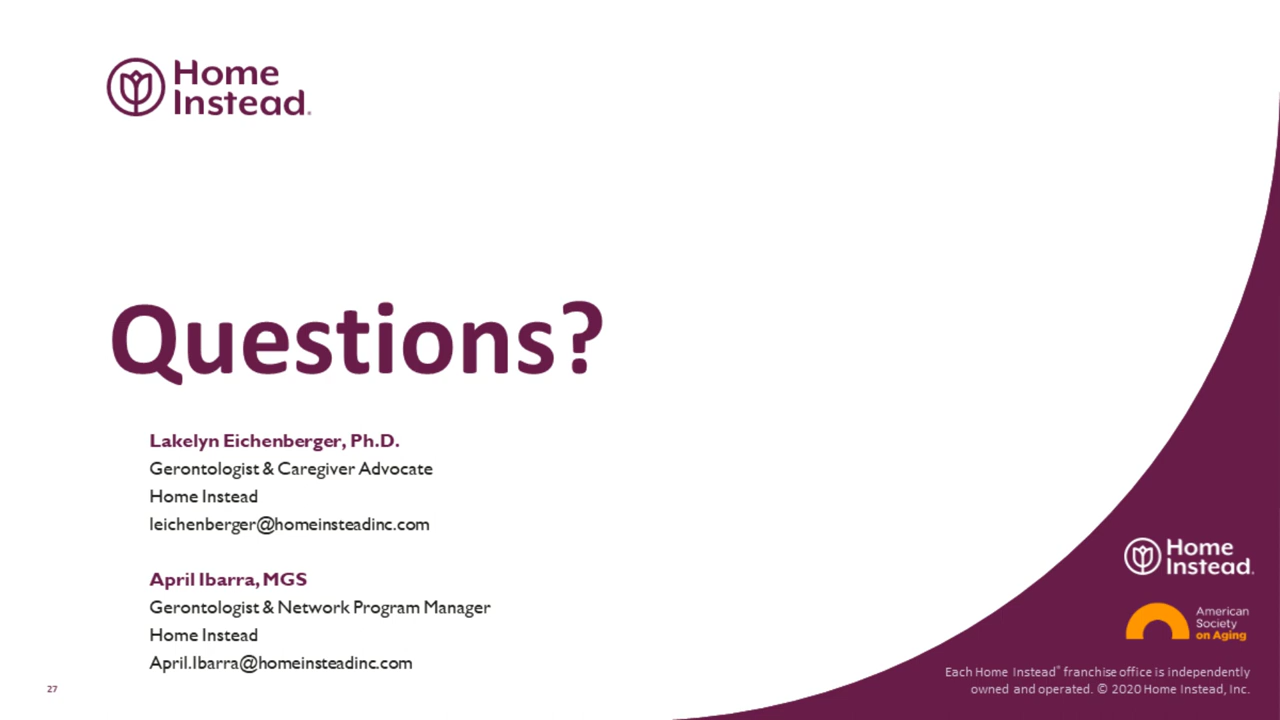 Home
Instead.
Questions?
Lakelyn Eichenberger, Ph.D.
Gerontologist & Caregiver Advocate
Home Instead
leichenberger@homeinsteadinc.com
April Ibarra, MGS
Gerontologist & Network Program Manager
Home Instead
April.Ibarra@homeinsteadinc.com
27
Home
Instead.
American
Society
on Aging
Each Home Instead® franchise office is independently
owned and operated. © 2020 Home Instead, Inc.